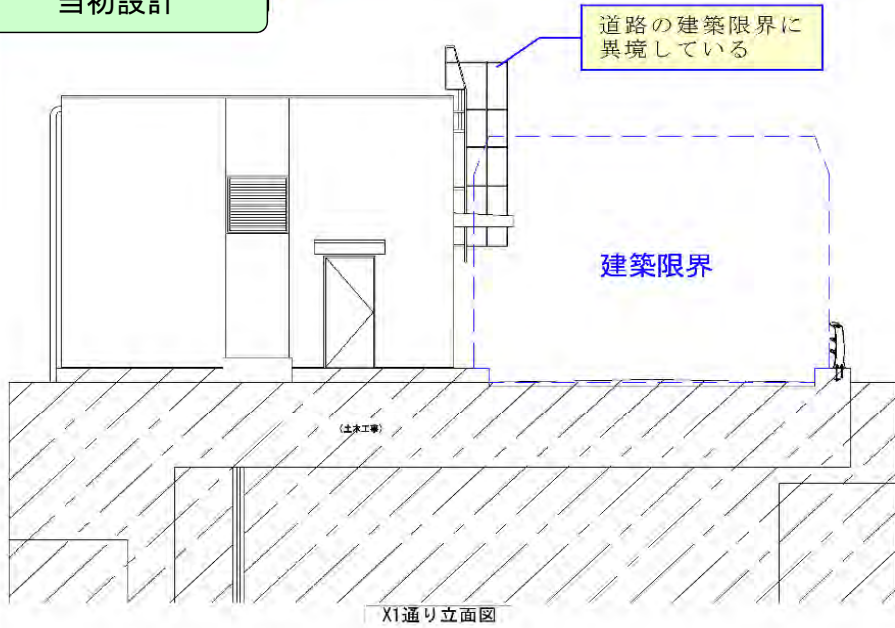 当初設計
道路の建築限界に
異境している
建築限界
(土木工事)
X1通り立面図